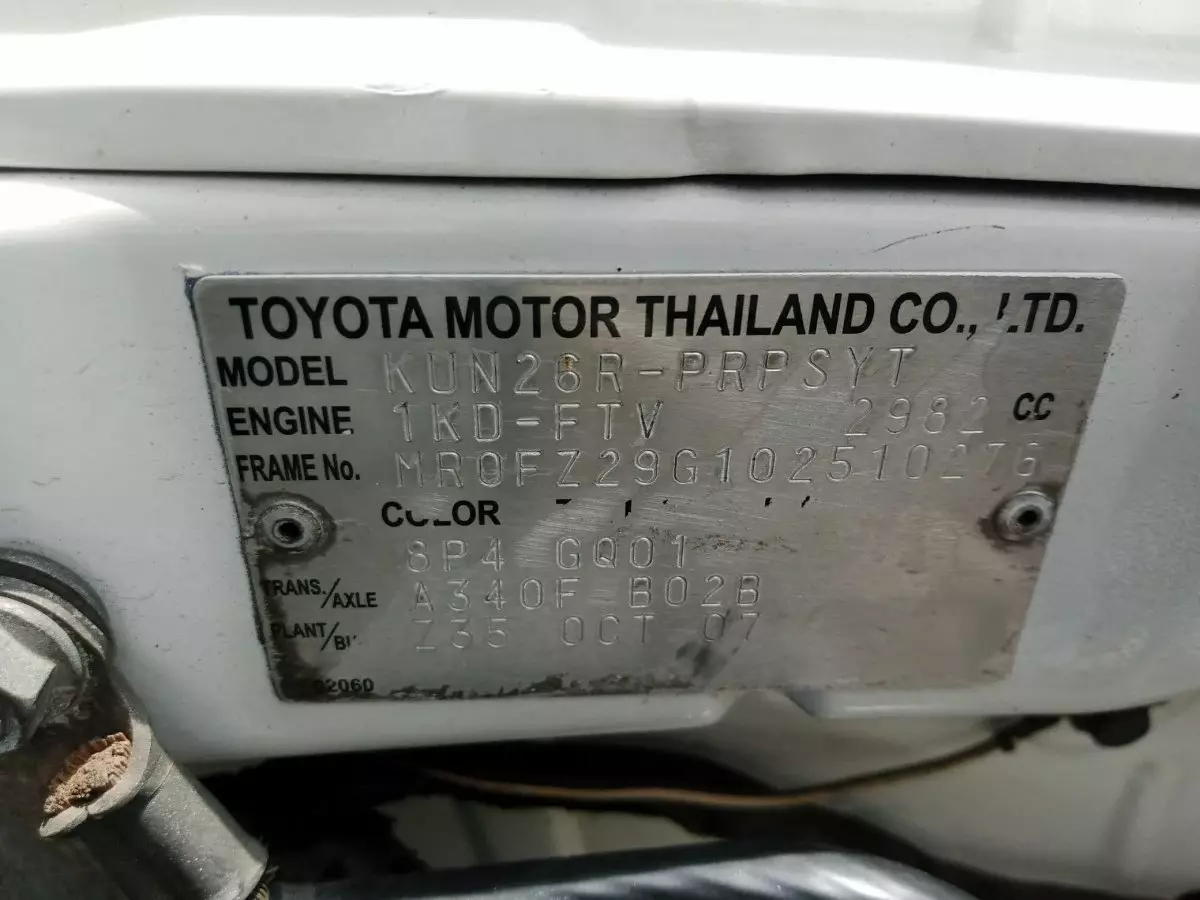 TOYOTA MOTOR THAILAND CO., LTD.
MODEL KUN26R-PRPSYT
ENGINE 1KD-FTV 2982 CC
FRAME No. MR0FZ29G102510276
COLOR
8P4 GQ01
TRANS./AXLE A340F B02B
PLANT/ Z35 OCT 07